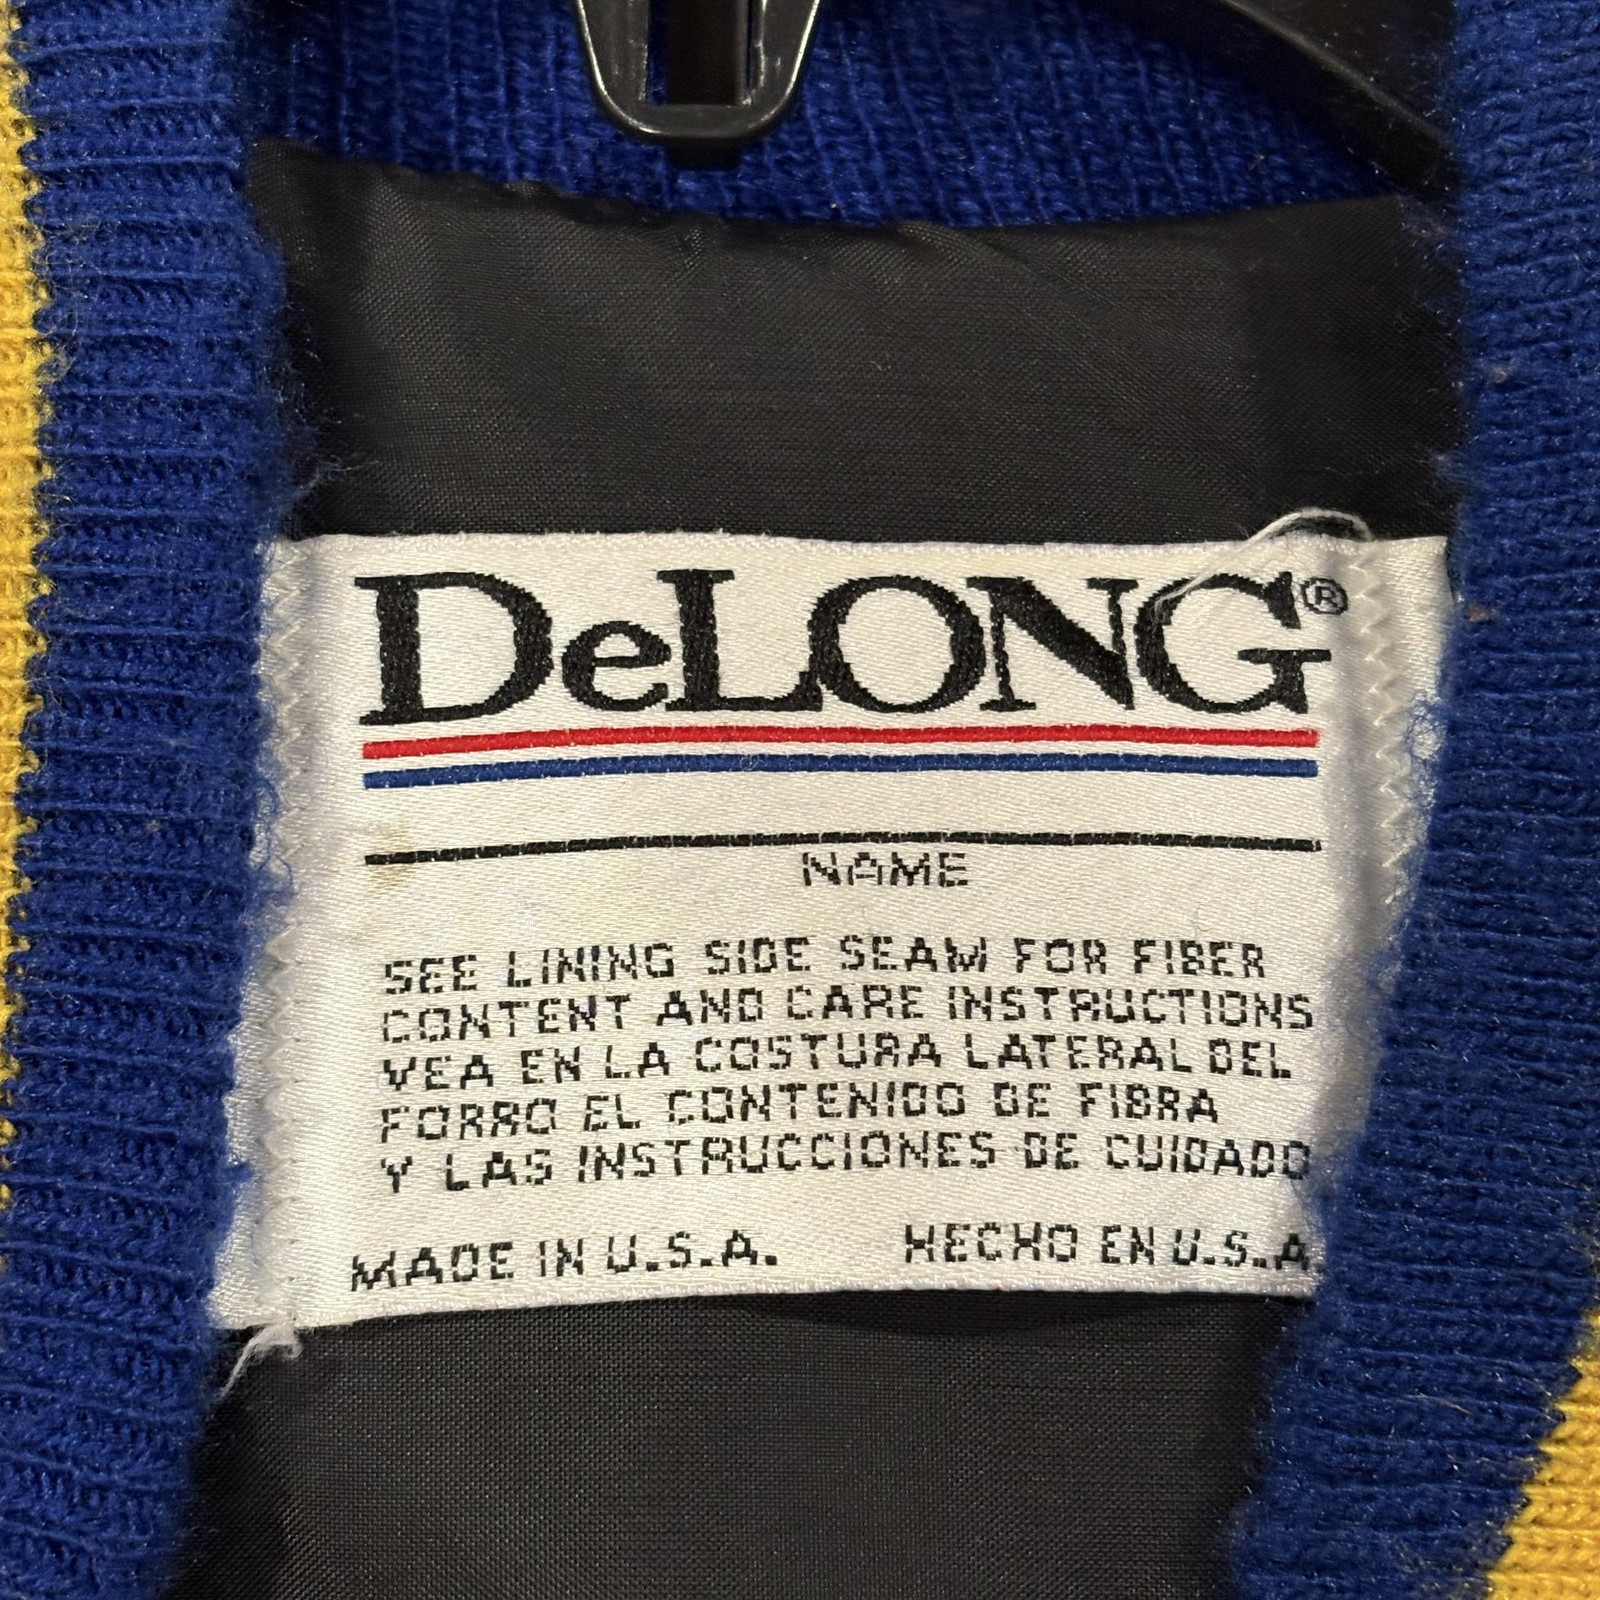 DeLONG®
NAME
SEE LINING SIDE SEAM FOR FIBER
CONTENT AND CARE INSTRUCTIONS
VEA EN LA COSTURA LATERAL DEL
FORRO EL CONTENIDO DE FIBRA
Y LAS INSTRUCCIONES DE CUIDADO
MADE IN U.S.A. HECHO EN U.S.A.